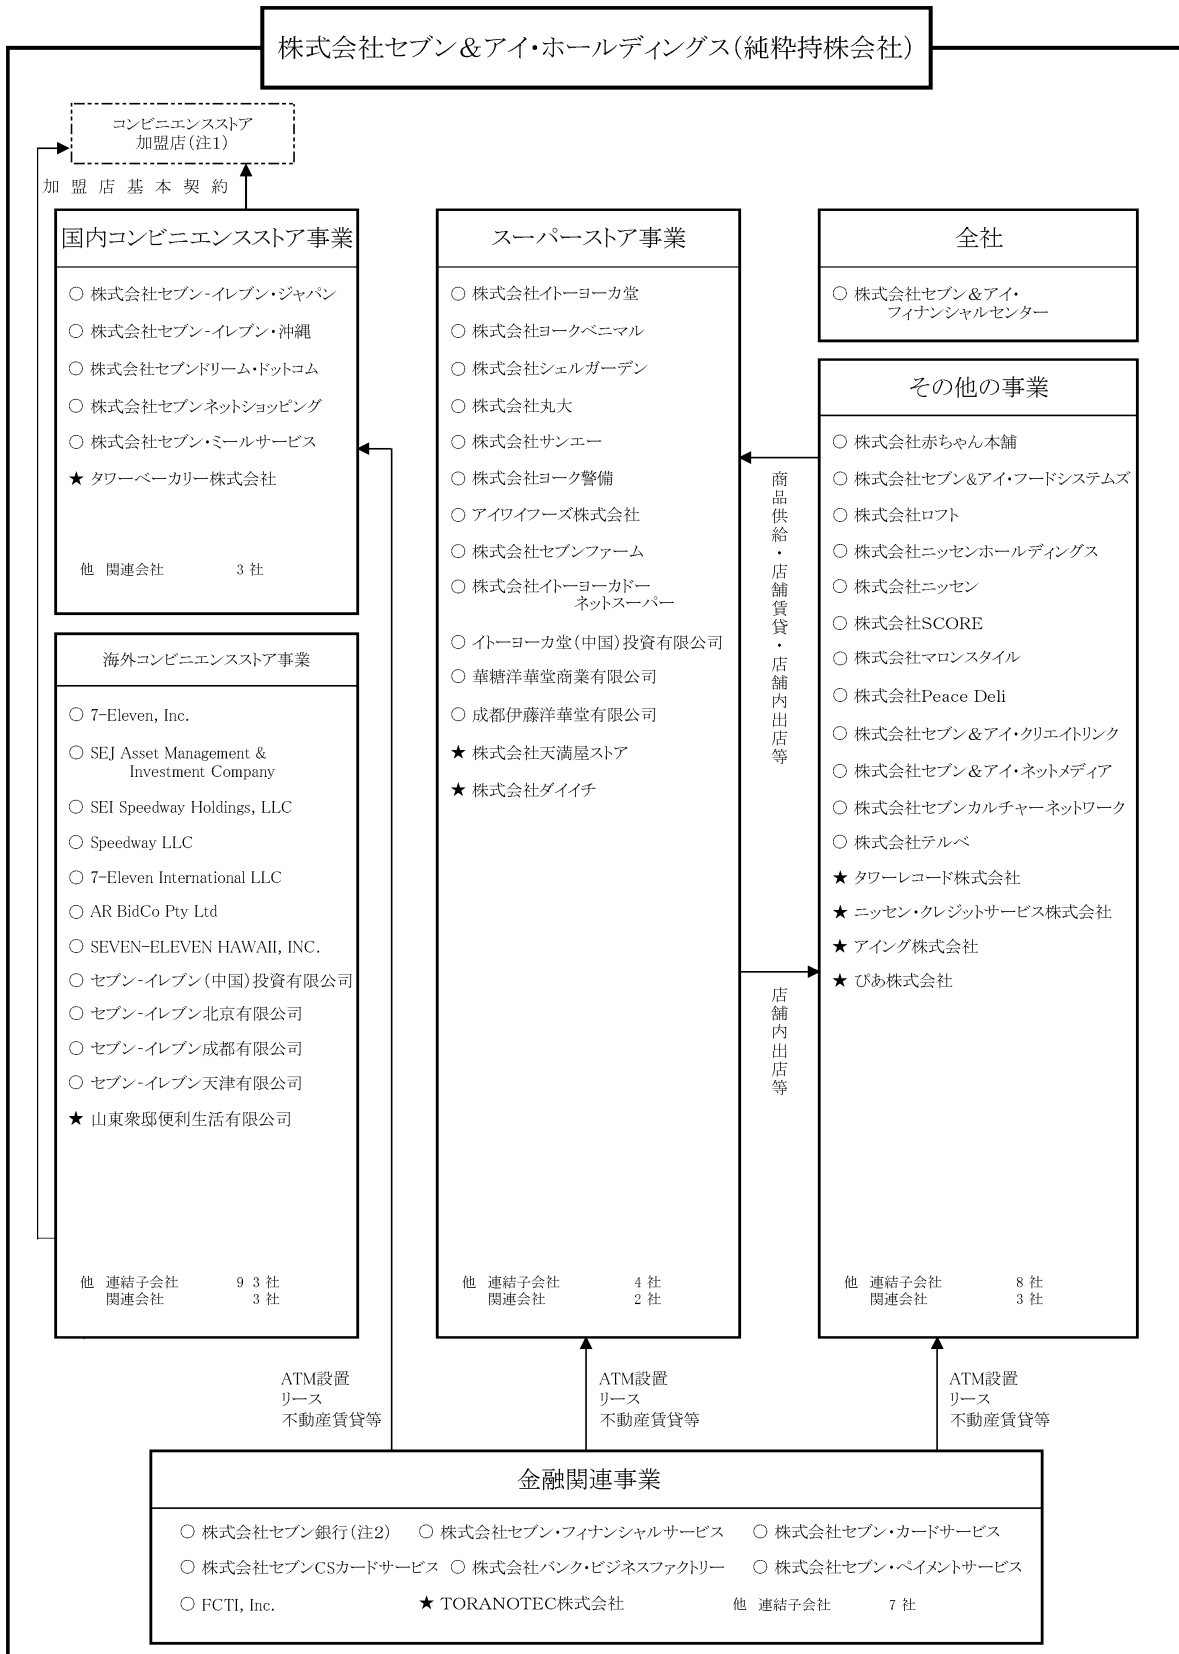 株式会社セブン&アイ・ホールディングス(純粋持株会社)
コンビニエンスストア
加盟店(注1)
加盟店基本契約
国内コンビニエンスストア事業
○ 株式会社セブン-イレブン・ジャパン
○ 株式会社セブン-イレブン・沖縄
○ 株式会社セブンドリーム・ドットコム
○ 株式会社セブンネットショッピング
○ 株式会社セブン・ミールサービス
★ タワーベーカリー株式会社
他 関連会社 3 社
海外コンビニエンスストア事業
○ 7-Eleven, Inc.
○ SEJ Asset Management &
Investment Company
○ SEI Speedway Holdings, LLC
○ Speedway LLC
○ 7-Eleven International LLC
○ AR BidCo Pty Ltd
○ SEVEN-ELEVEN HAWAII, INC.
○ セブン-イレブン(中国)投資有限公司
○ セブン-イレブン北京有限公司
○ セブン-イレブン成都有限公司
○ セブン-イレブン天津有限公司
★ 山東衆邸便利生活有限公司
他 連結子会社 9 3 社
関連会社 3 社
スーパーストア事業
○ 株式会社イトーヨーカ堂
○ 株式会社ヨークベニマル
○ 株式会社シェルガーデン
○ 株式会社丸大
○ 株式会社サンエー
○ 株式会社ヨーク警備
○ アイワイフーズ株式会社
○ 株式会社セブンファーム
○ 株式会社イトーヨーカドー
ネットスーパー
○ イトーヨーカ堂(中国)投資有限公司
○ 華糖洋華堂商業有限公司
○ 成都伊藤洋華堂有限公司
★ 株式会社天満屋ストア
★ 株式会社ダイイチ
他 連結子会社 4 社
関連会社 2 社
商品供給・店舗賃貸・店舗内出店等
店舗内出店等
全社
○ 株式会社セブン&アイ・
フィナンシャルセンター
その他の事業
○ 株式会社赤ちゃん本舗
○ 株式会社セブン&アイ・フードシステムズ
○ 株式会社ロフト
○ 株式会社ニッセンホールディングス
○ 株式会社ニッセン
○ 株式会社SCORE
○ 株式会社マロンスタイル
○ 株式会社Peace Deli
○ 株式会社セブン&アイ・クリエイトリンク
○ 株式会社セブン&アイ・ネットメディア
○ 株式会社セブンカルチャーネットワーク
○ 株式会社テルベ
★ タワーレコード株式会社
★ ニッセン・クレジットサービス株式会社
★ アイング株式会社
★ ぴあ株式会社
他 連結子会社 8 社
関連会社 3 社
ATM設置
リース
不動産賃貸等
ATM設置
リース
不動産賃貸等
ATM設置
リース
不動産賃貸等
金融関連事業
○ 株式会社セブン銀行(注2) ○ 株式会社セブン・フィナンシャルサービス ○ 株式会社セブン・カードサービス
○ 株式会社セブンCSカードサービス ○ 株式会社バンク・ビジネスファクトリー ○ 株式会社セブン・ペイメントサービス
○ FCTI, Inc. ★ TORANOTEC株式会社 他 連結子会社 7 社